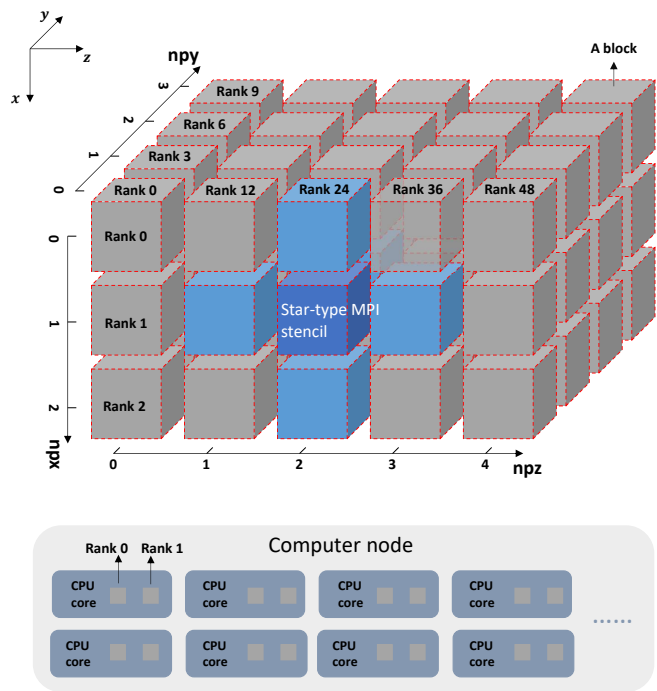 y
z
x
npy
3
2
1
0
A block
Rank 9
Rank 6
Rank 3
Rank 0
Rank 12
Rank 24
Rank 36
Rank 48
Rank 0
Rank 1
Rank 2
Star-type MPI
stencil
0
1
2
npx
0
1
2
3
4
npz
Computer node
Rank 0
Rank 1
CPU
core
CPU
core
CPU
core
CPU
core
......
CPU
core
CPU
core
CPU
core
CPU
core